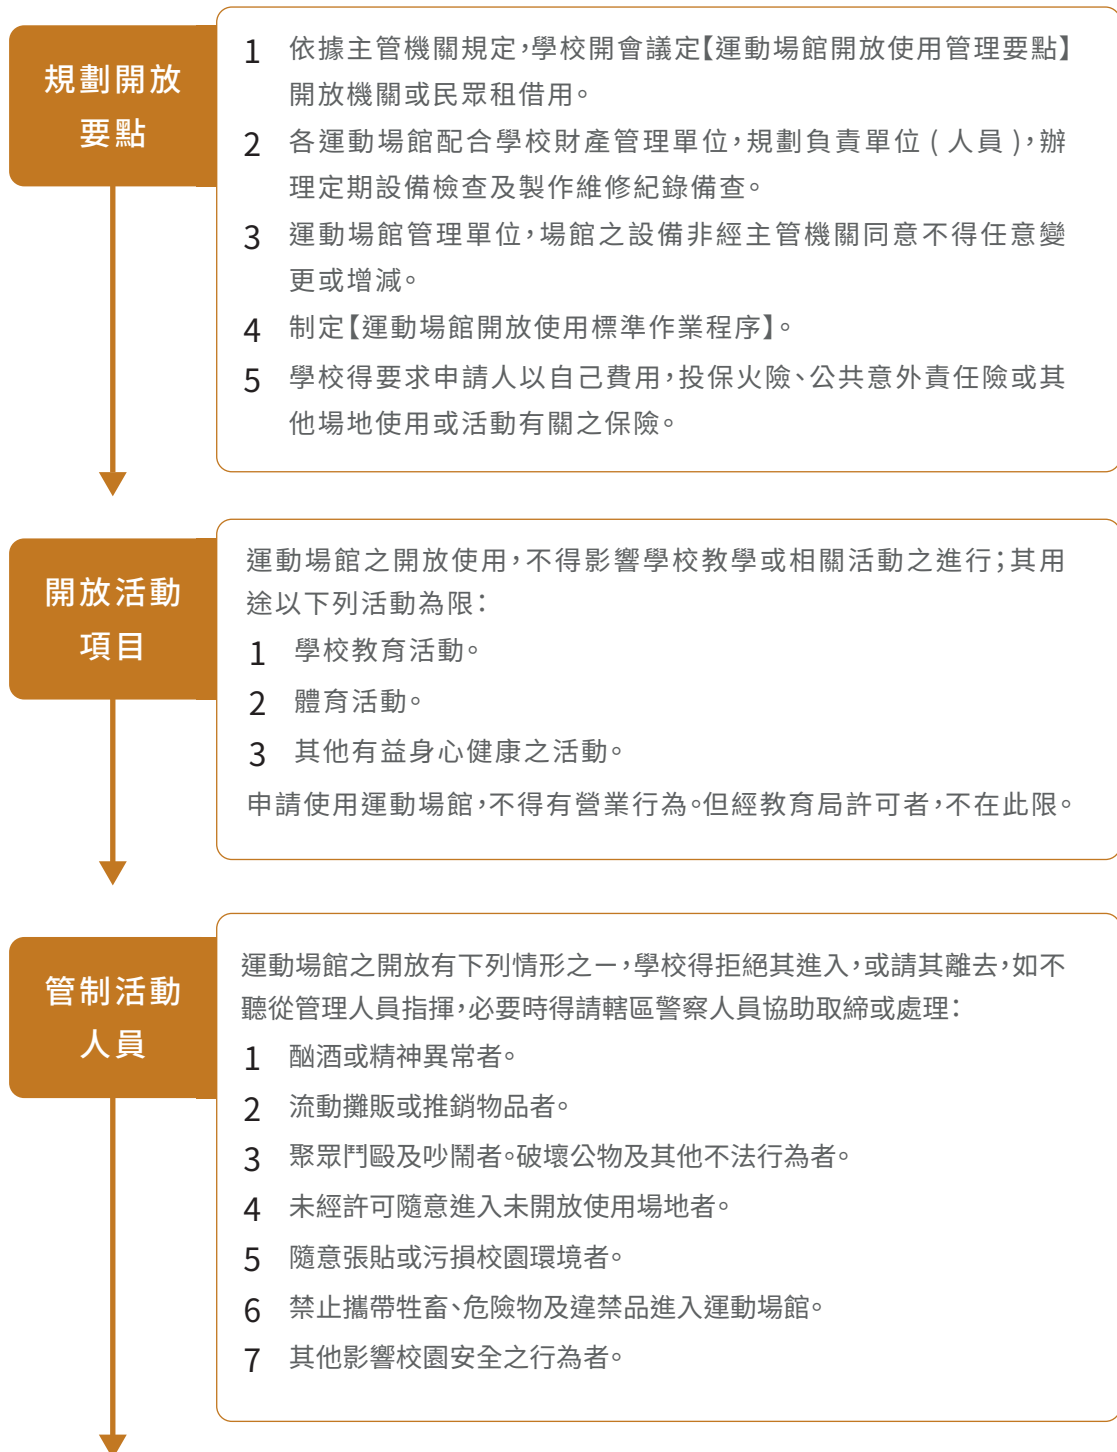 規劃開放
要點
1 依據主管機關規定，學校開會議定【運動場館開放使用管理要點】
開放機關或民眾租借用。
2 各運動場館配合學校財產管理單位，規劃負責單位 ( 人員 )，辦
理定期設備檢查及製作維修紀錄備查。
3 運動場館管理單位，場館之設備非經主管機關同意不得任意變
更或增減。
4 制定【運動場館開放使用標準作業程序】。
5 學校得要求申請人以自己費用，投保火險、公共意外責任險或其
他場地使用或活動有關之保險。
開放活動
項目
運動場館之開放使用，不得影響學校教學或相關活動之進行；其用
途以下列活動為限：
1 學校教育活動。
2 體育活動。
3 其他有益身心健康之活動。
申請使用運動場館，不得有營業行為。但經教育局許可者，不在此限。
管制活動
人員
運動場館之開放有下列情形之一，學校得拒絕其進入，或請其離去，如不
聽從管理人員指揮，必要時得請轄區警察人員協助取締或處理：
1 酗酒或精神異常者。
2 流動攤販或推銷物品者。
3 聚眾鬥毆及吵鬧者。破壞公物及其他不法行為者。
4 未經許可隨意進入未開放使用場地者。
5 隨意張貼或污損校園環境者。
6 禁止攜帶牲畜、危險物及違禁品進入運動場館。
7 其他影響校園安全之行為者。